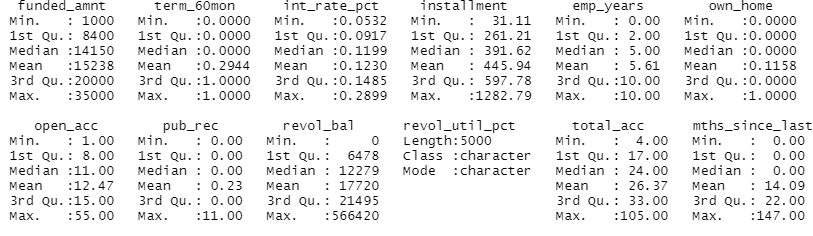 funded_amnt term_60mon int_rate_pct installment emp_years own_home
Min. : 1000 Min. :0.0000 Min. :0.0532 Min. : 31.11 Min. : 0.00 Min. :0.0000
1st Qu.: 8400 1st Qu.:0.0000 1st Qu.:0.0917 1st Qu.: 261.21 1st Qu.: 2.00 1st Qu.:0.0000
Median :14150 Median :0.0000 Median :0.1199 Median : 391.62 Median : 5.00 Median :0.0000
Mean :15238 Mean :0.2944 Mean :0.1230 Mean : 445.94 Mean : 5.61 Mean :0.1158
3rd Qu.:20000 3rd Qu.:1.0000 3rd Qu.:0.1485 3rd Qu.: 597.78 3rd Qu.:10.00 3rd Qu.:0.0000
Max. :35000 Max. :1.0000 Max. :0.2899 Max. :1282.79 Max. :10.00 Max. :1.0000
open_acc pub_rec revol_bal revol_util_pct total_acc mths_since_last
Min. : 1.00 Min. : 0.00 Min. : 0 Length:5000 Min. : 4.00 Min. : 0.00
1st Qu.: 8.00 1st Qu.: 0.00 1st Qu.: 6478 Class :character 1st Qu.: 17.00 1st Qu.: 0.00
Median :11.00 Median : 0.00 Median : 12279 Mode :character Median : 24.00 Median : 0.00
Mean :12.47 Mean : 0.23 Mean : 17720 Mean : 26.37 Mean : 14.09
3rd Qu.:15.00 3rd Qu.: 0.00 3rd Qu.: 21495 3rd Qu.: 33.00 3rd Qu.: 22.00
Max. :55.00 Max. :11.00 Max. :566420 Max. :105.00 Max. :147.00